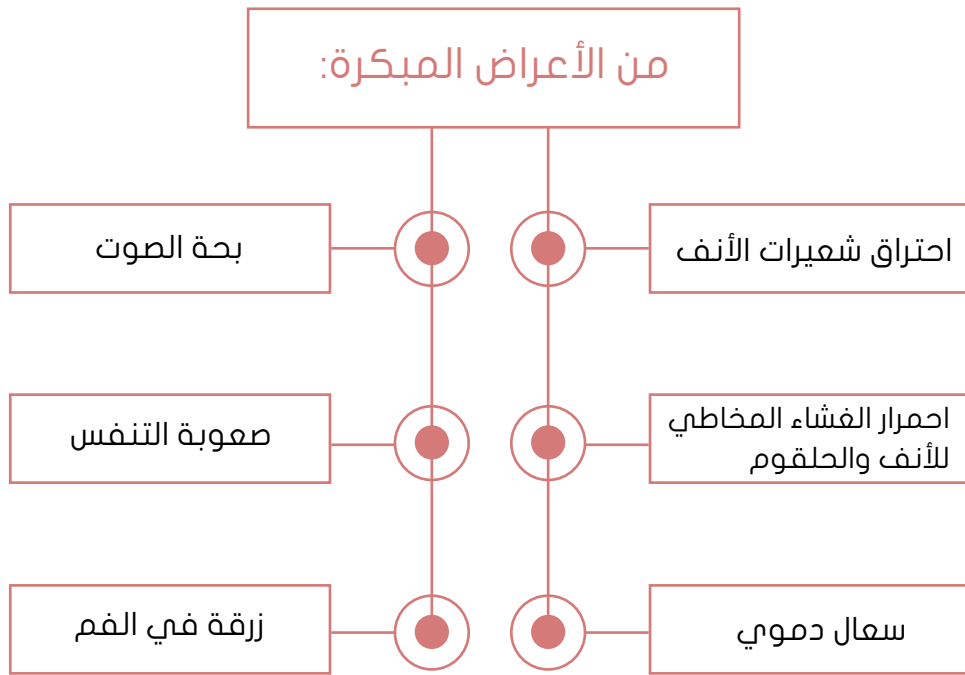 من الأعراض المبكرة:
احتراق شعيرات الأنف
بحة الصوت
احمرار الغشاء المخاطي
للأنف والحلقوم
صعوبة التنفس
سعال دموي
زرقة في الفم